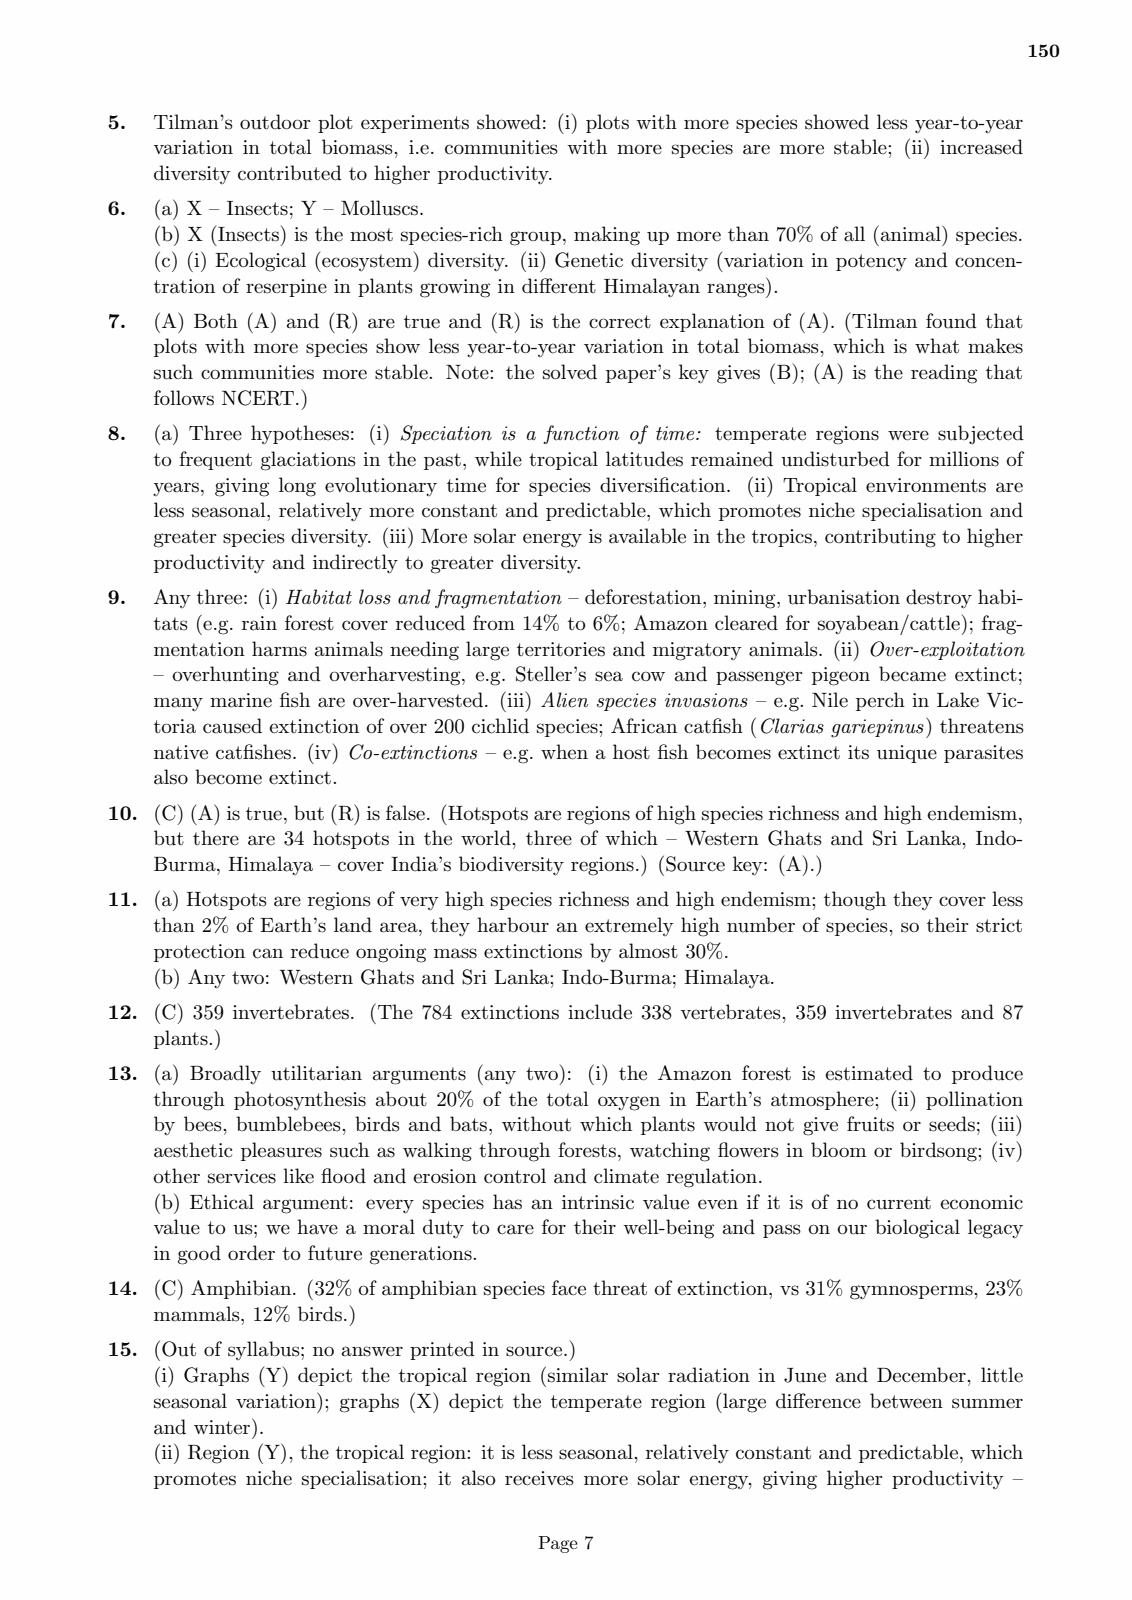 150
5. Tilman's outdoor plot experiments showed: (i) plots with more species showed less year-to-year
variation in total biomass, i.e. communities with more species are more stable; (ii) increased
diversity contributed to higher productivity.
6. (a) X – Insects; Y – Molluscs.
(b) X (Insects) is the most species-rich group, making up more than 70% of all (animal) species.
(c) (i) Ecological (ecosystem) diversity. (ii) Genetic diversity (variation in potency and concen-
tration of reserpine in plants growing in different Himalayan ranges).
7. (A) Both (A) and (R) are true and (R) is the correct explanation of (A). (Tilman found that
plots with more species show less year-to-year variation in total biomass, which is what makes
such communities more stable. Note: the solved paper's key gives (B); (A) is the reading that
follows NCERT.)
8. (a) Three hypotheses: (i) Speciation is a function of time: temperate regions were subjected
to frequent glaciations in the past, while tropical latitudes remained undisturbed for millions of
years, giving long evolutionary time for species diversification. (ii) Tropical environments are
less seasonal, relatively more constant and predictable, which promotes niche specialisation and
greater species diversity. (iii) More solar energy is available in the tropics, contributing to higher
productivity and indirectly to greater diversity.
9. Any three: (i) Habitat loss and fragmentation – deforestation, mining, urbanisation destroy habi-
tats (e.g. rain forest cover reduced from 14% to 6%; Amazon cleared for soyabean/cattle); frag-
mentation harms animals needing large territories and migratory animals. (ii) Over-exploitation
– overhunting and overharvesting, e.g. Steller's sea cow and passenger pigeon became extinct;
many marine fish are over-harvested. (iii) Alien species invasions – e.g. Nile perch in Lake Vic-
toria caused extinction of over 200 cichlid species; African catfish (Clarias gariepinus) threatens
native catfishes. (iv) Co-extinctions – e.g. when a host fish becomes extinct its unique parasites
also become extinct.
10. (C) (A) is true, but (R) is false. (Hotspots are regions of high species richness and high endemism,
but there are 34 hotspots in the world, three of which – Western Ghats and Sri Lanka, Indo-
Burma, Himalaya – cover India's biodiversity regions.) (Source key: (A).)
11. (a) Hotspots are regions of very high species richness and high endemism; though they cover less
than 2% of Earth's land area, they harbour an extremely high number of species, so their strict
protection can reduce ongoing mass extinctions by almost 30%.
(b) Any two: Western Ghats and Sri Lanka; Indo-Burma; Himalaya.
12. (C) 359 invertebrates. (The 784 extinctions include 338 vertebrates, 359 invertebrates and 87
plants.)
13. (a) Broadly utilitarian arguments (any two): (i) the Amazon forest is estimated to produce
through photosynthesis about 20% of the total oxygen in Earth's atmosphere; (ii) pollination
by bees, bumblebees, birds and bats, without which plants would not give fruits or seeds; (iii)
aesthetic pleasures such as walking through forests, watching flowers in bloom or birdsong; (iv)
other services like flood and erosion control and climate regulation.
(b) Ethical argument: every species has an intrinsic value even if it is of no current economic
value to us; we have a moral duty to care for their well-being and pass on our biological legacy
in good order to future generations.
14. (C) Amphibian. (32% of amphibian species face threat of extinction, vs 31% gymnosperms, 23%
mammals, 12% birds.)
15. (Out of syllabus; no answer printed in source.)
(i) Graphs (Y) depict the tropical region (similar solar radiation in June and December, little
seasonal variation); graphs (X) depict the temperate region (large difference between summer
and winter).
(ii) Region (Y), the tropical region: it is less seasonal, relatively constant and predictable, which
promotes niche specialisation; it also receives more solar energy, giving higher productivity –
Page 7